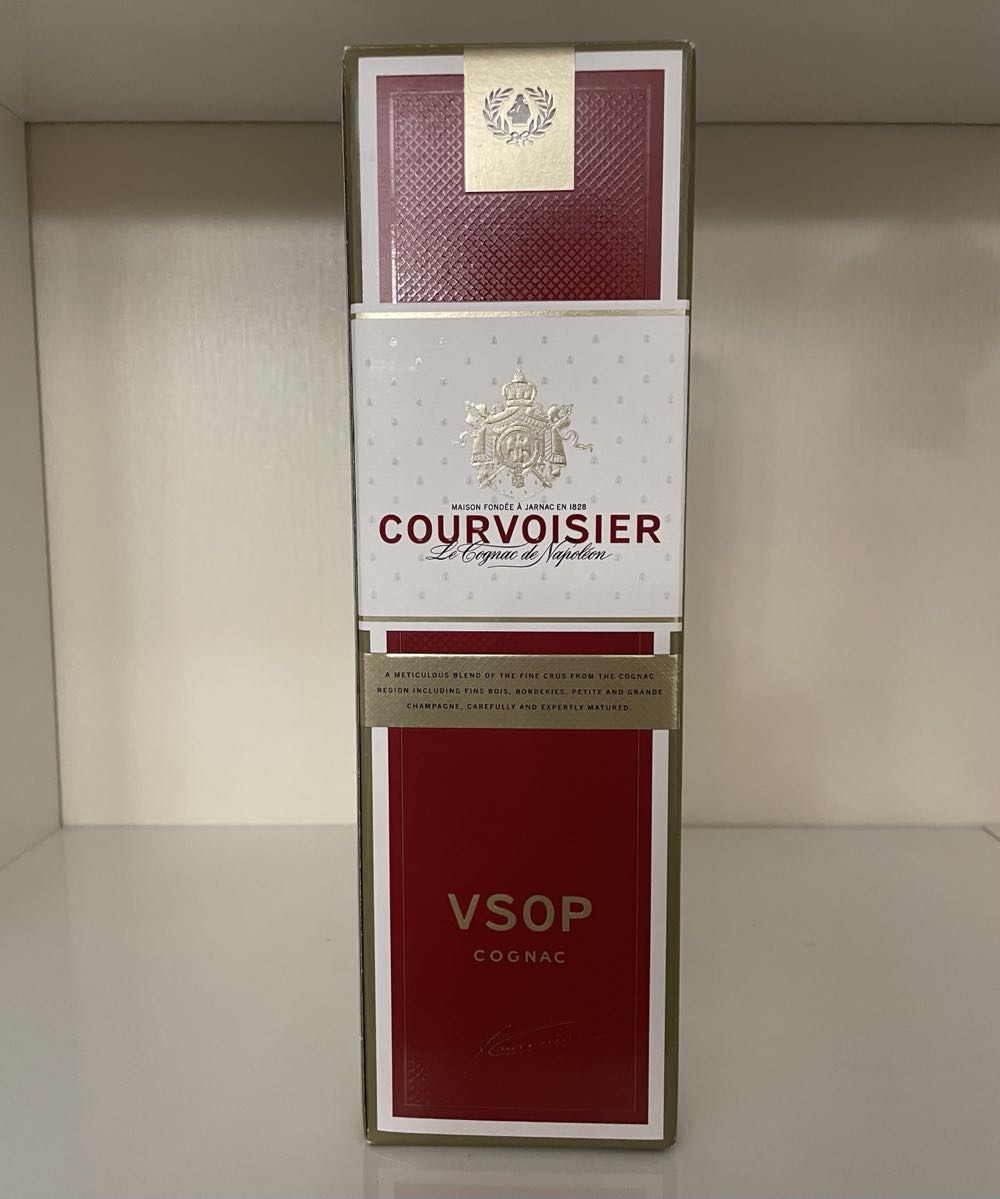 MAISON FONDÉE À JARNAC EN 1828
COURVOISIER
Le Cognac de Napoléon
A METICULOUS BLEND OF THE FINE CRUS FROM THE COGNAC
REGION INCLUDING FINS BOIS, BORDERIES, PETITE AND GRANDE
CHAMPAGNE, CAREFULLY AND EXPERTLY MATURED.
VSOP
COGNAC